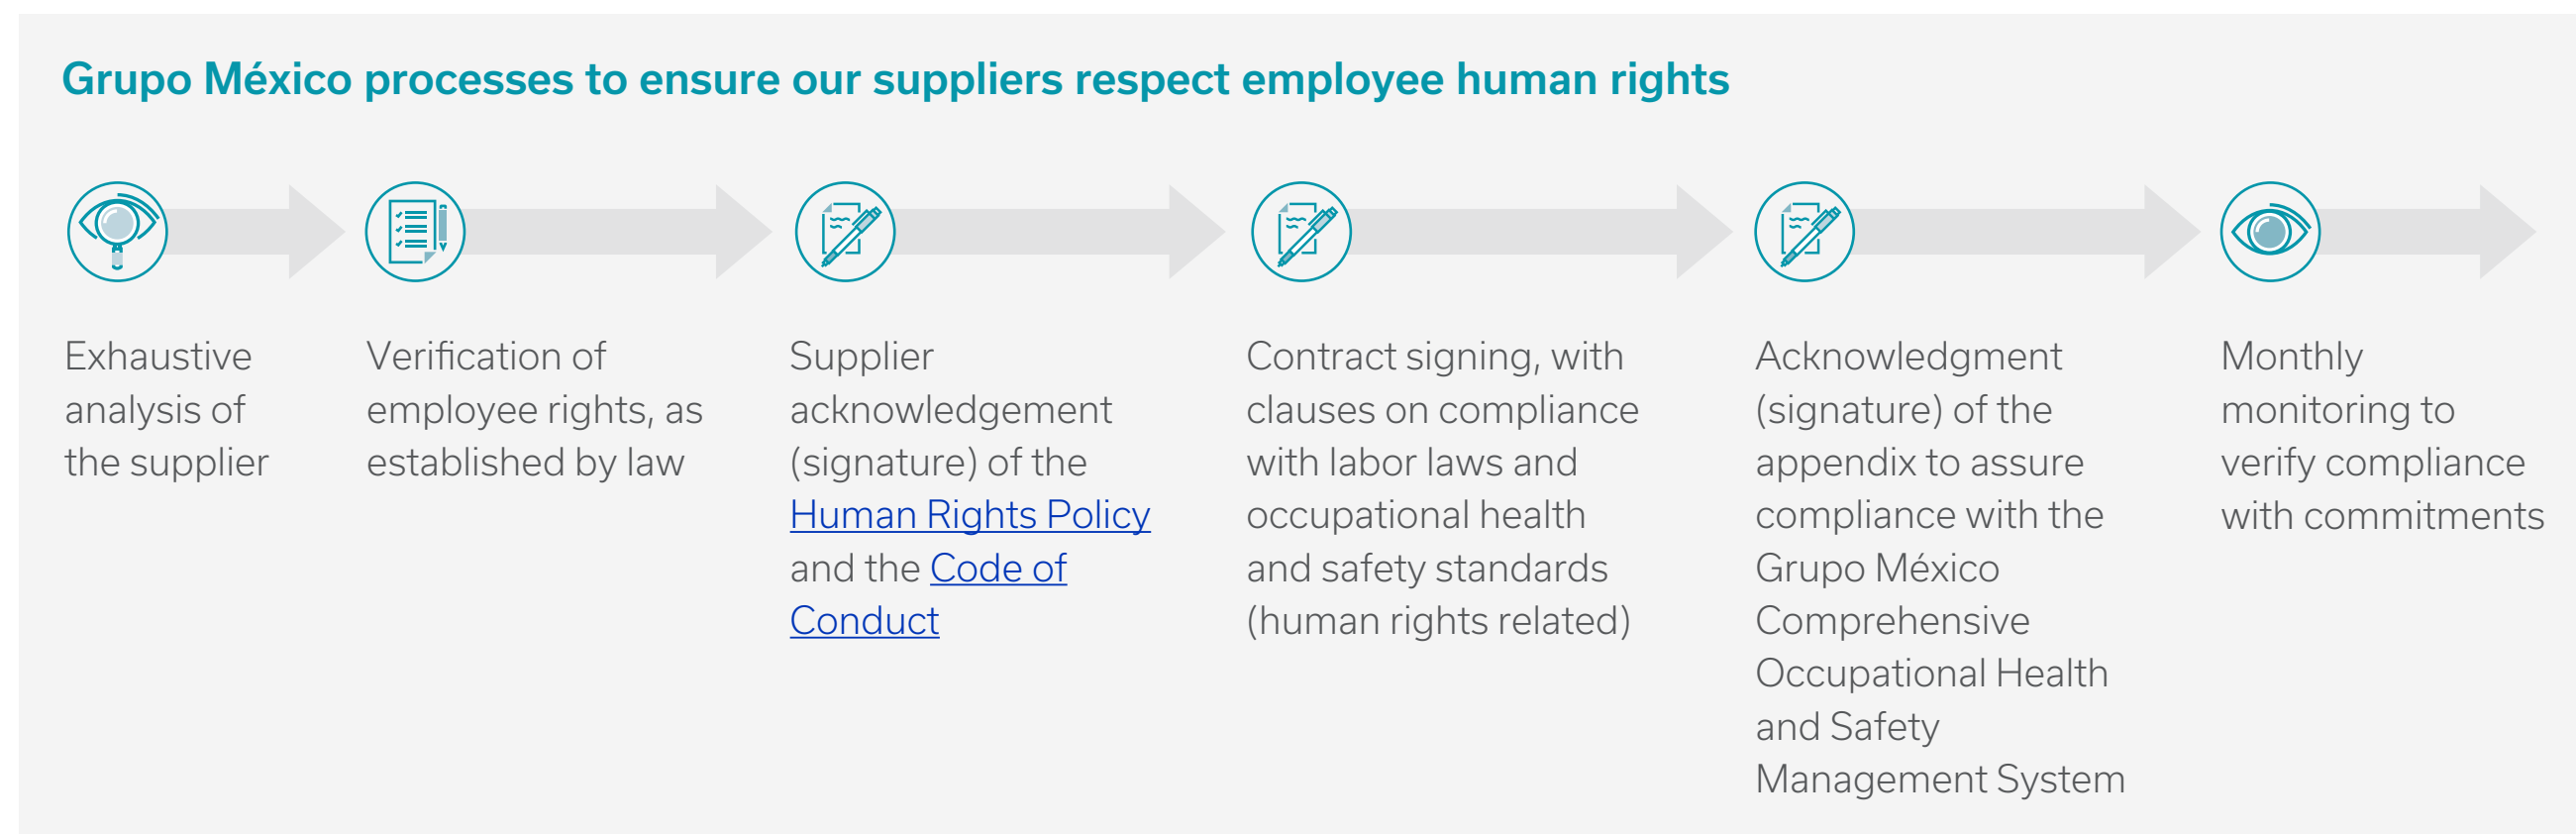 Grupo México processes to ensure our suppliers respect employee human rights
Exhaustive
analysis of
the supplier
Verification of
employee rights, as
established by law
Supplier
acknowledgement
(signature) of the
Human Rights Policy
and the Code of
Conduct
Contract signing, with
clauses on compliance
with labor laws and
occupational health
and safety standards
(human rights related)
Acknowledgment
(signature) of the
appendix to assure
compliance with the
Grupo México
Comprehensive
Occupational Health
and Safety
Management System
Monthly
monitoring to
verify compliance
with commitments